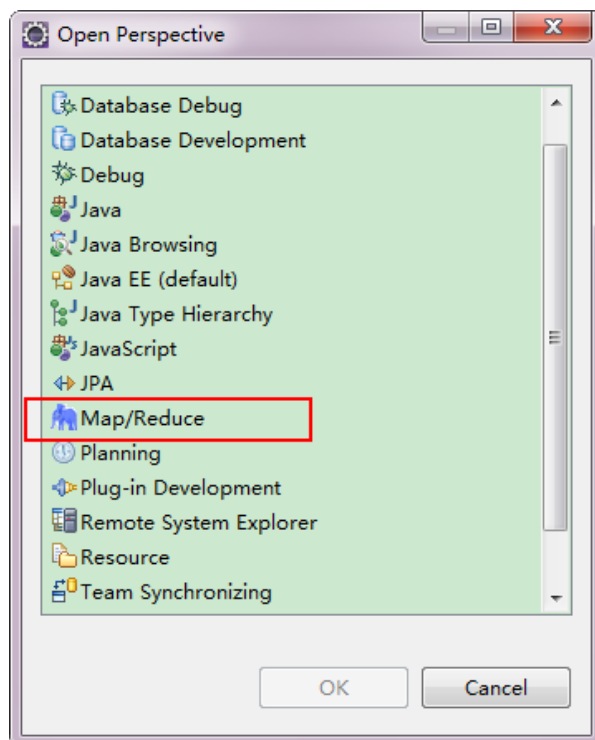 Open Perspective
Database Debug
Database Development
Debug
Java
Java Browsing
Java EE (default)
Java Type Hierarchy
JavaScript
JPA
Map/Reduce
Planning
Plug-in Development
Remote System Explorer
Resource
Team Synchronizing
OK
Cancel